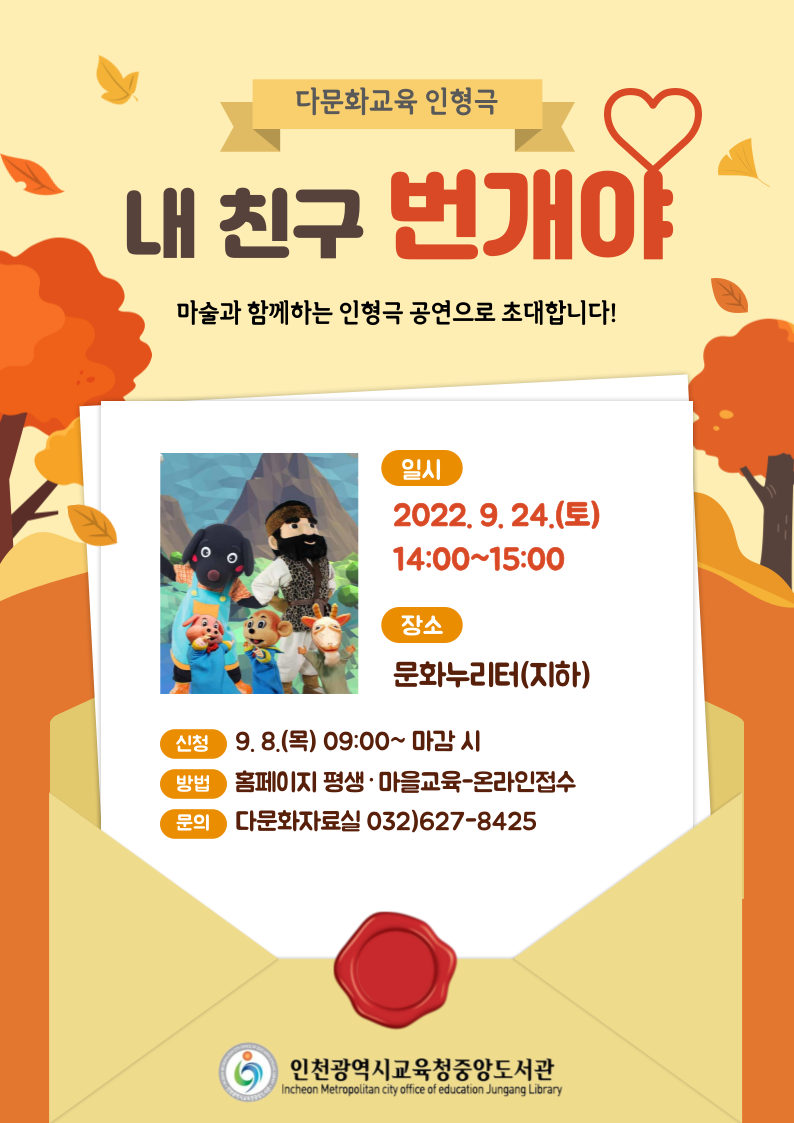 다문화교육 인형극
내 친구 번개야
마술과 함께하는 인형극 공연으로 초대합니다!
일시
2022. 9. 24.(토)
14:00~15:00
장소
문화누리터(지하)
신청 9. 8.(목) 09:00~ 마감 시
방법 홈페이지 평생·마을교육-온라인접수
문의 다문화자료실 032)627-8425
인천광역시교육청중앙도서관
Incheon Metropolitan city office of education Jungang Library